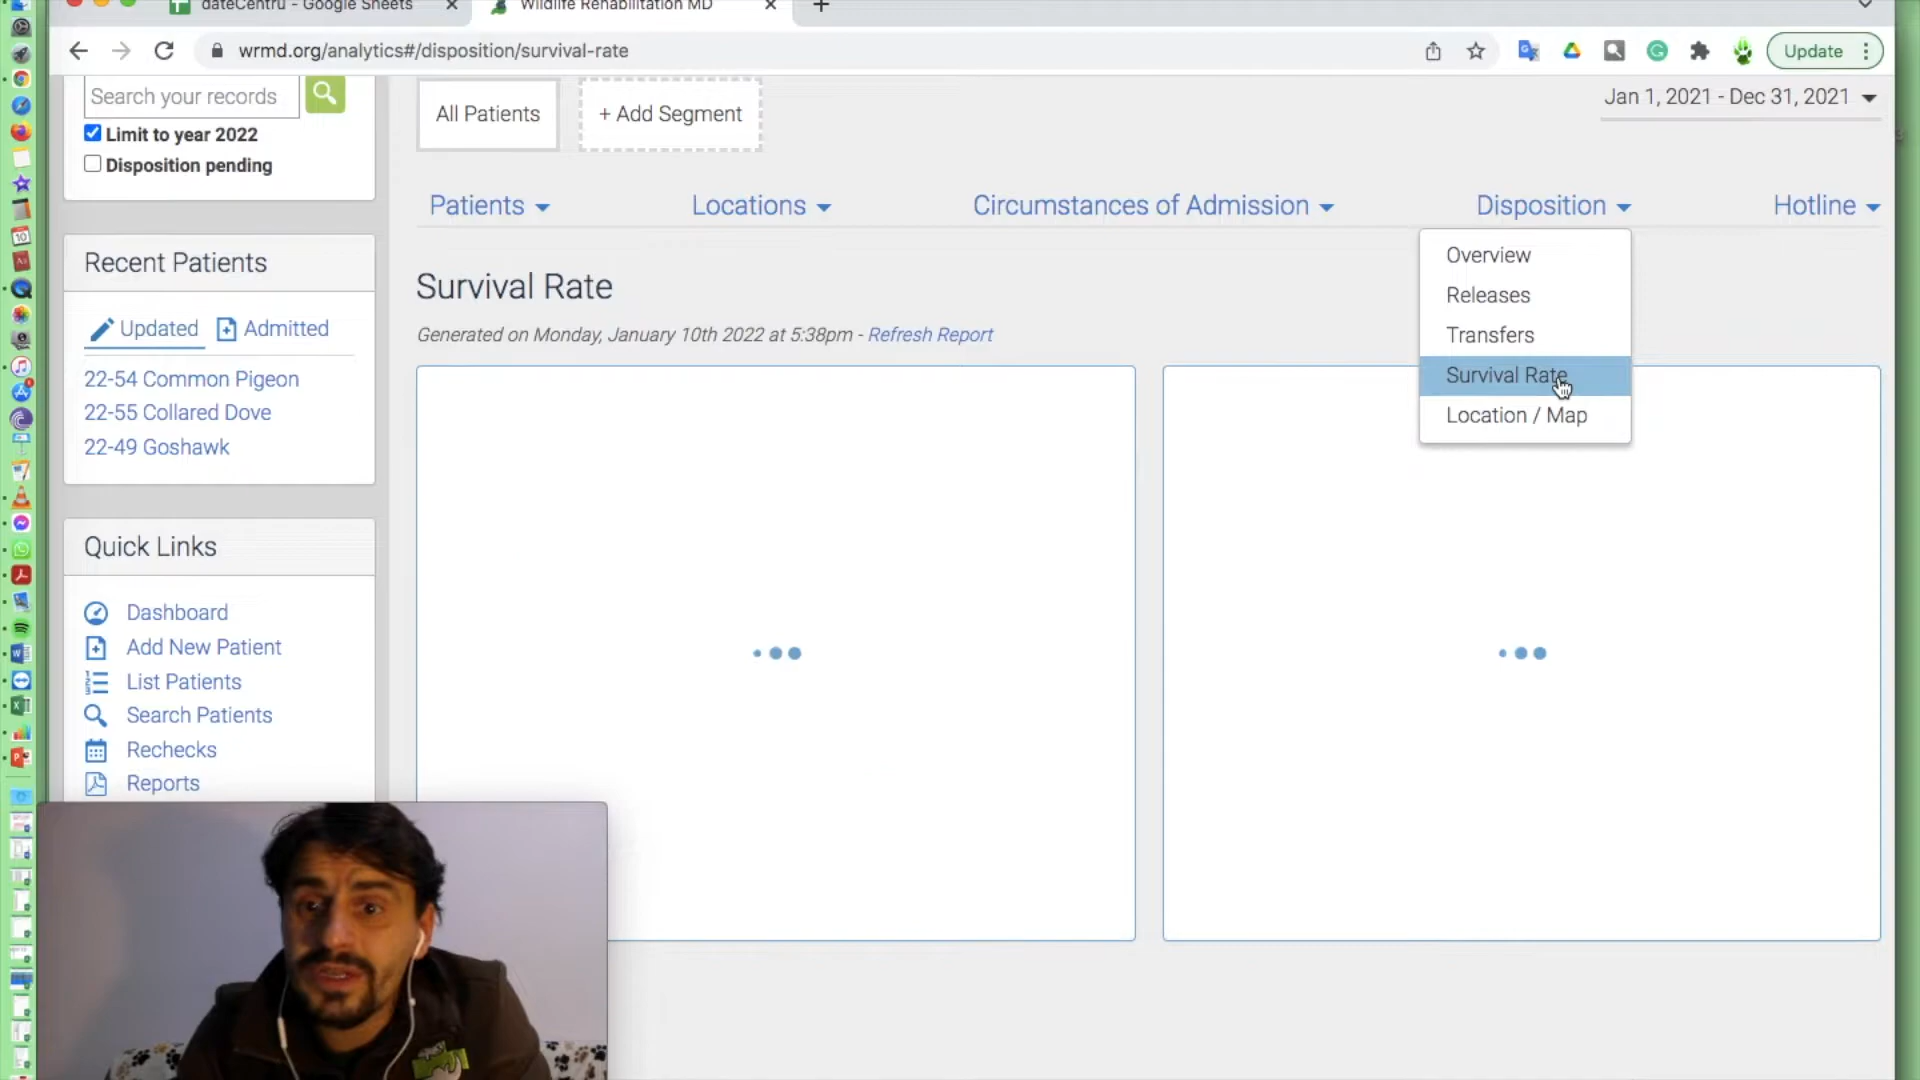 dateCentru - Google Sheets
Wildlife Rehabilitation MD
wrmd.org/analytics#/disposition/survival-rate
Update
Search your records
Limit to year 2022
Disposition pending
All Patients
+ Add Segment
Jan 1, 2021 - Dec 31, 2021
Patients
Locations
Circumstances of Admission
Disposition
Hotline
Overview
Releases
Transfers
Survival Rate
Location / Map
Survival Rate
Generated on Monday, January 10th 2022 at 5:38pm - Refresh Report
Recent Patients
Updated
Admitted
22-54 Common Pigeon
22-55 Collared Dove
22-49 Goshawk
Quick Links
Dashboard
Add New Patient
List Patients
Search Patients
Rechecks
Reports